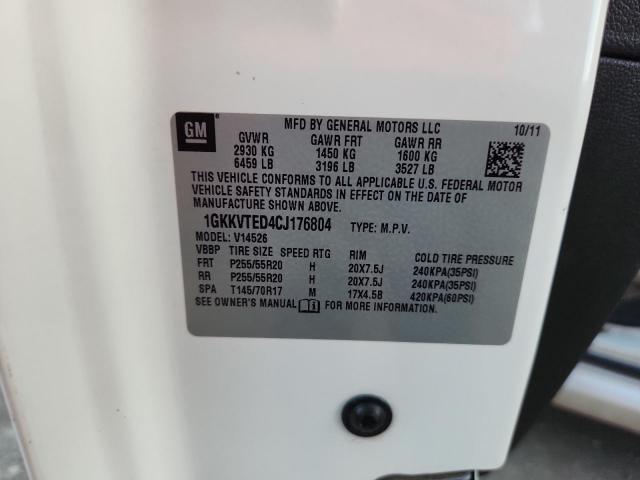 GM
MFD BY GENERAL MOTORS LLC 10/11
GVWR GAWR FRT GAWR RR
2930 KG 1450 KG 1600 KG
6459 LB 3196 LB 3527 LB
THIS VEHICLE CONFORMS TO ALL APPLICABLE U.S. FEDERAL MOTOR
VEHICLE SAFETY STANDARDS IN EFFECT ON THE DATE OF
MANUFACTURE SHOWN ABOVE.
1GKKVTED4CJ176804 TYPE: M.P.V.
MODEL: V14526
VBBP TIRE SIZE SPEED RTG RIM COLD TIRE PRESSURE
FRT P255/55R20 H 20X7.5J 240KPA(35PSI)
RR P255/55R20 H 20X7.5J 240KPA(35PSI)
SPA T145/70R17 M 17X4.5B 420KPA(60PSI)
SEE OWNER'S MANUAL FOR MORE INFORMATION.